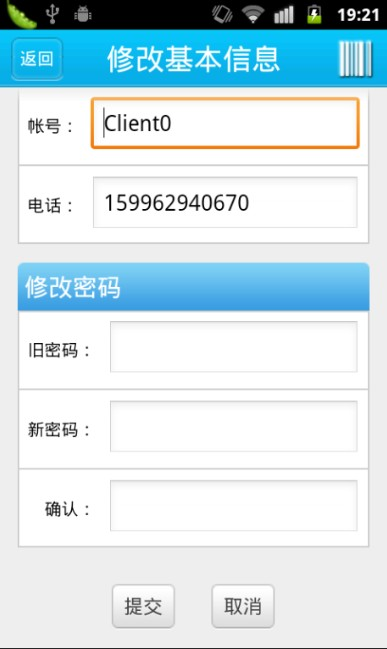 19:21
返回 修改基本信息
帐号： Client0
电话： 159962940670
修改密码
旧密码：
新密码：
确认：
提交 取消